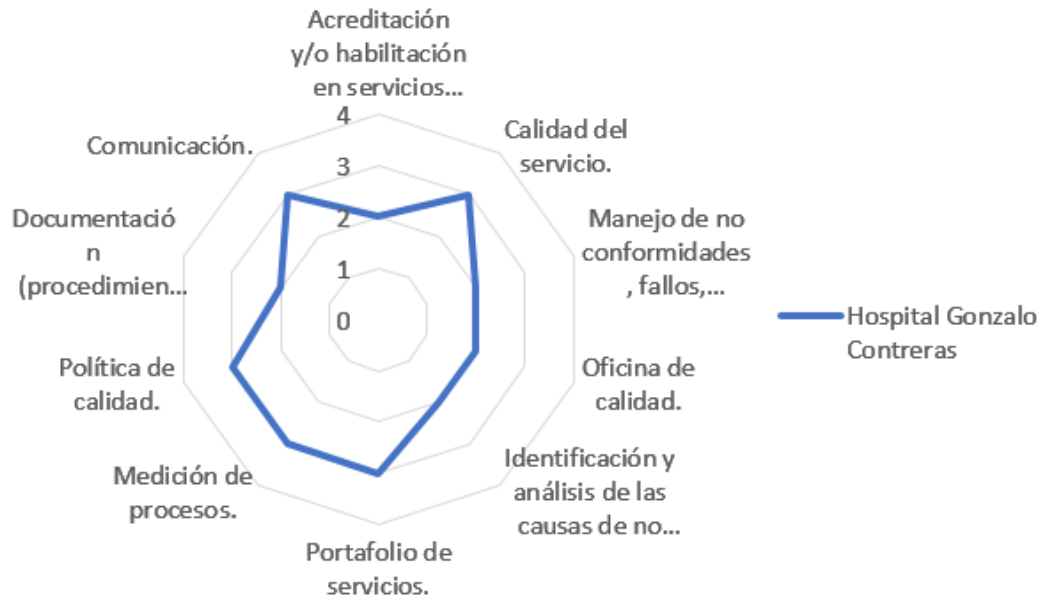 Acreditación
y/o habilitación
en servicios...
Calidad del
servicio.
Manejo de no
conformidades
, fallos,...
Oficina de
calidad.
Identificación y
análisis de las
causas de no...
Portafolio de
servicios.
Medición de
procesos.
Política de
calidad.
Documentació
n
(procedimien...
Comunicación.
4
3
2
1
0
Hospital Gonzalo
Contreras